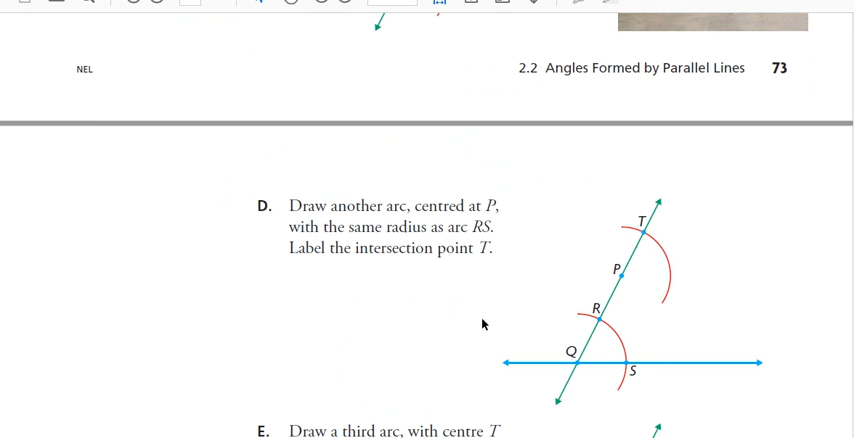 NEL
2.2 Angles Formed by Parallel Lines 73
D. Draw another arc, centred at P,
with the same radius as arc RS.
Label the intersection point T.
T
P
R
Q
S
E. Draw a third arc, with centre T